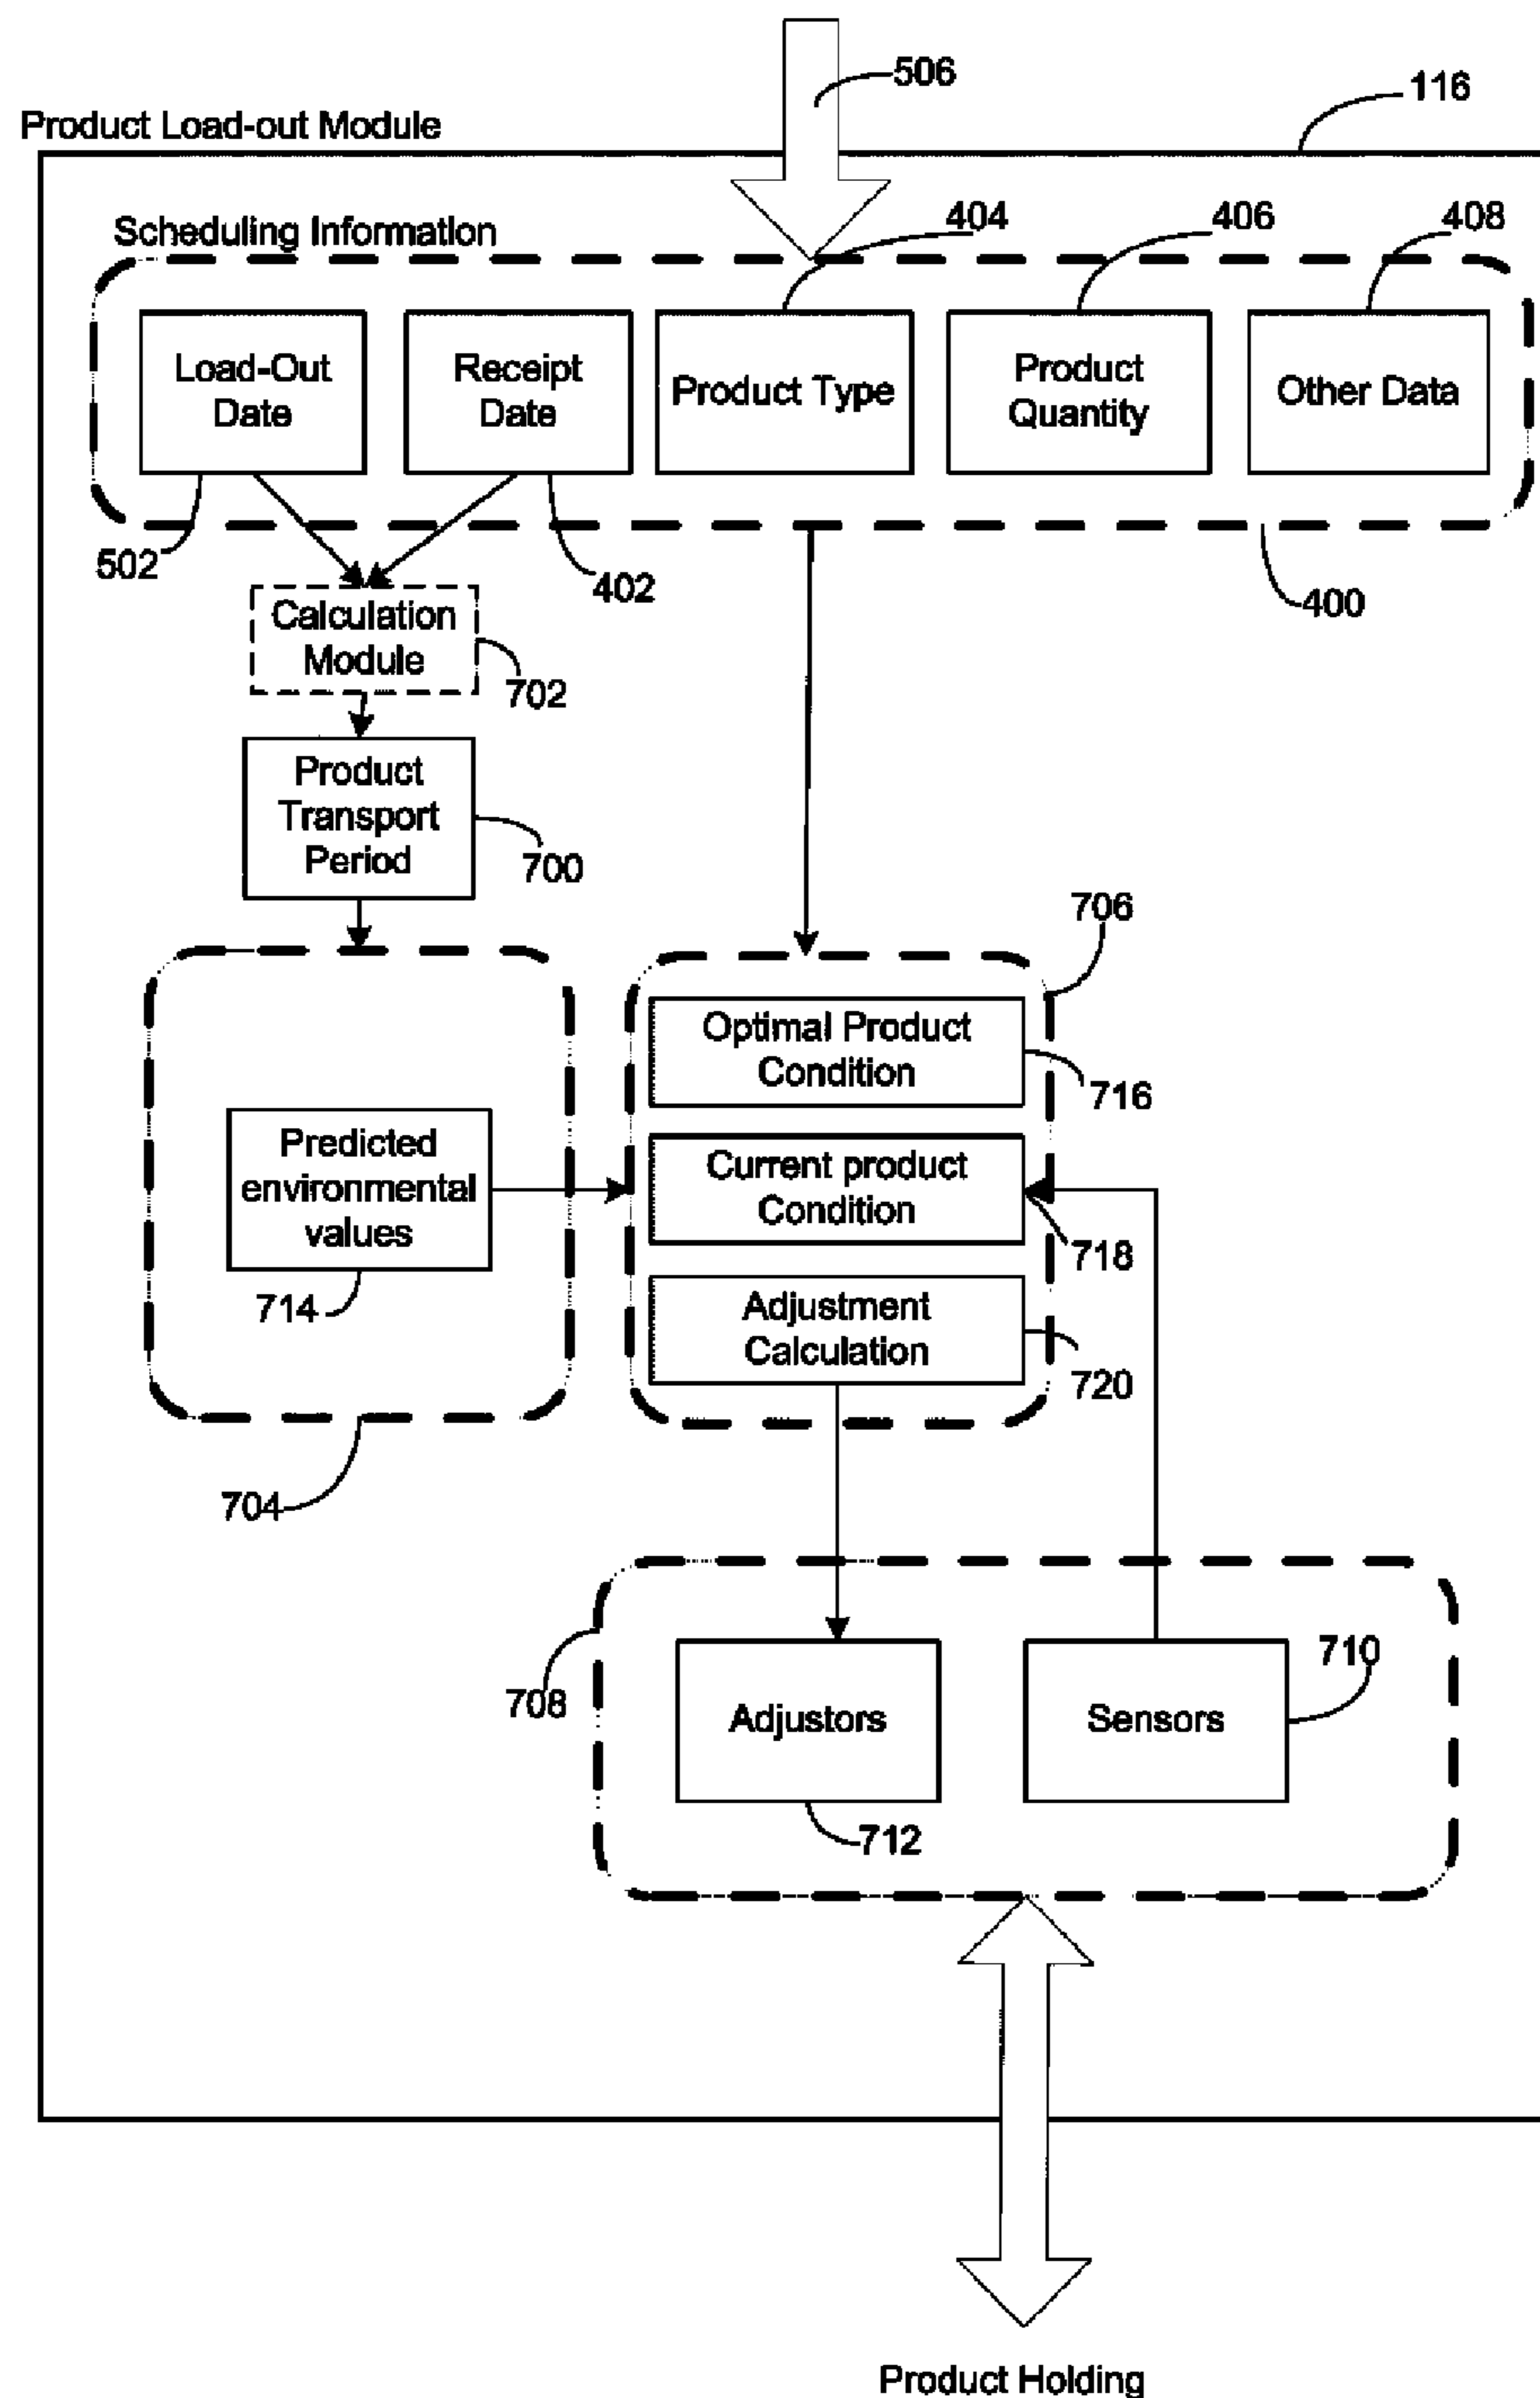 506
116
Product Load-out Module
Scheduling Information
404
406
408
Load-Out
Date
Receipt
Date
Product Type
Product
Quantity
Other Data
502
402
400
Calculation
Module
702
Product
Transport
Period
700
706
Optimal Product
Condition
716
Predicted
environmental
values
Current product
Condition
718
714
Adjustment
Calculation
720
704
708
710
Adjustors
Sensors
712
Product Holding